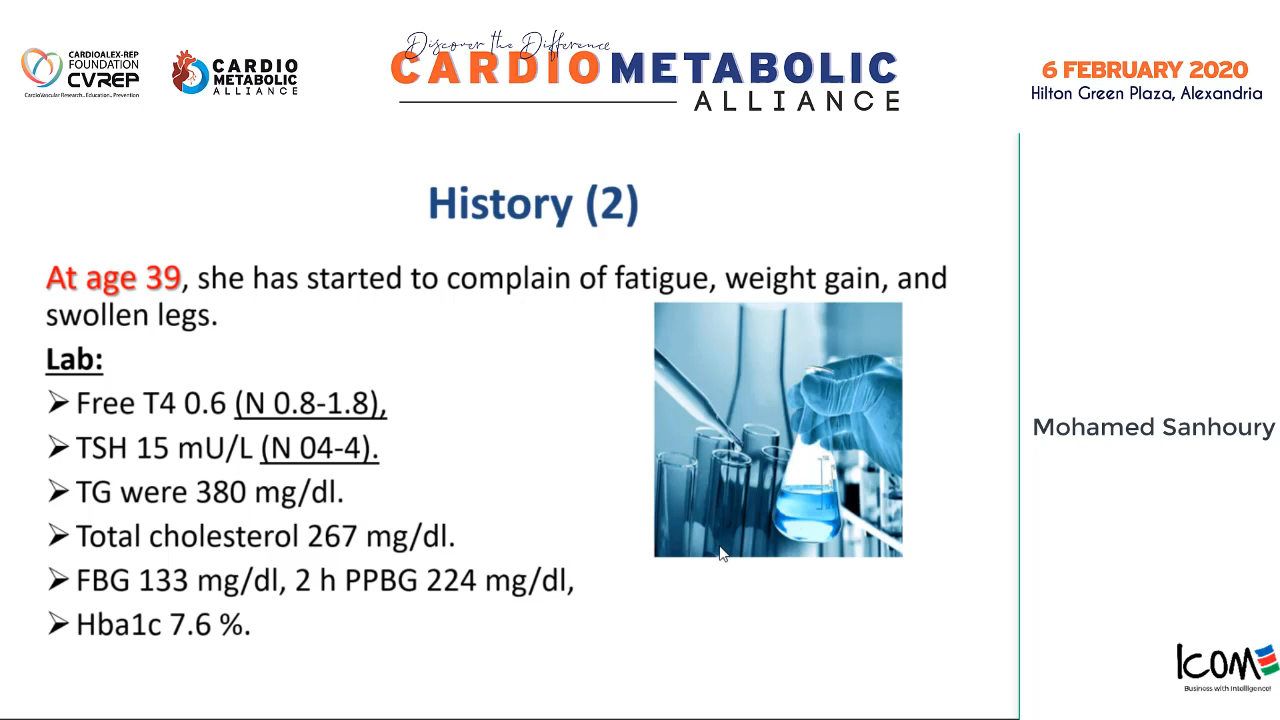 CARDIOALEX-REP
FOUNDATION
CVREP
CardioVascular Research.. Education.. Prevention
CARDIO
METABOLIC
ALLIANCE
Discover the Difference
CARDIO METABOLIC
ALLIANCE
6 FEBRUARY 2020
Hilton Green Plaza, Alexandria
History (2)
At age 39, she has started to complain of fatigue, weight gain, and
swollen legs.
Lab:
➢ Free T4 0.6 (N 0.8-1.8),
➢ TSH 15 mU/L (N 04-4).
➢ TG were 380 mg/dl.
➢ Total cholesterol 267 mg/dl.
➢ FBG 133 mg/dl, 2 h PPBG 224 mg/dl,
➢ Hba1c 7.6 %.
Mohamed Sanhoury
ICOM
Business with Intelligence!